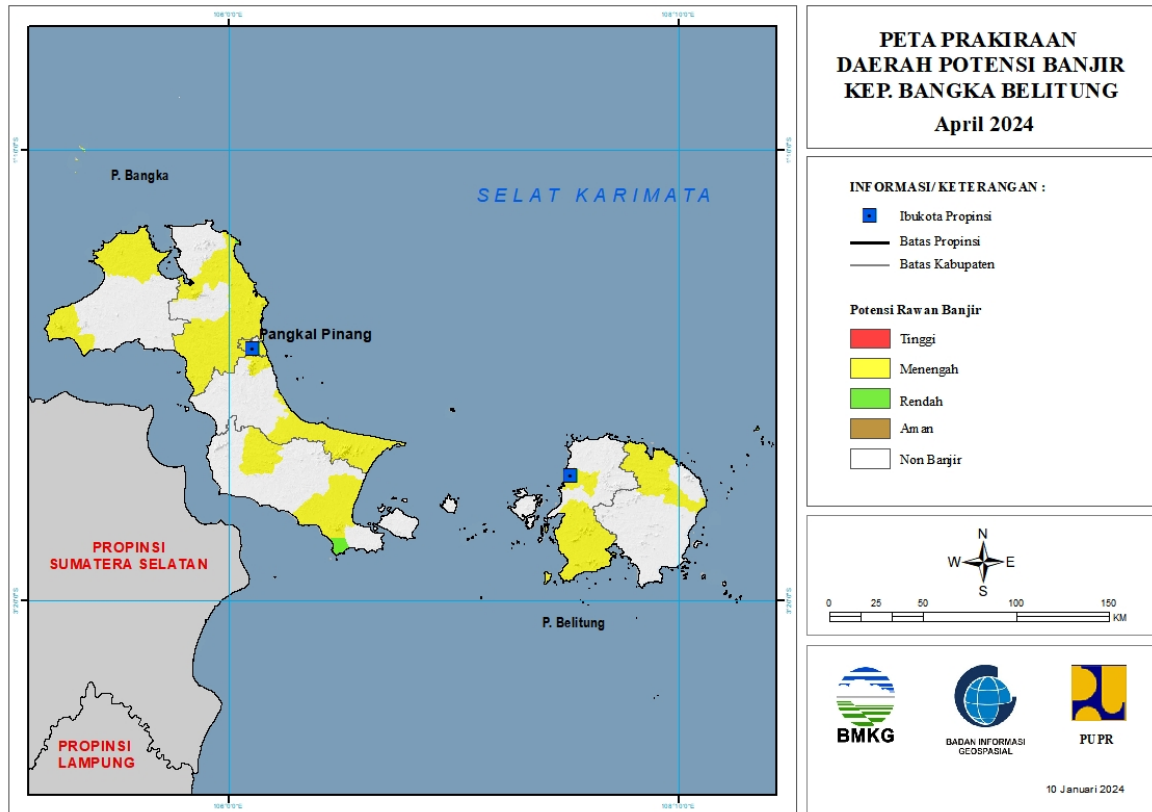 PETA PRAKIRAAN
DAERAH POTENSI BANJIR
KEP. BANGKA BELITUNG
April 2024
P. Bangka
SELAT KARIMATA
Pangkal Pinang
PROPINSI
SUMATERA SELATAN
P. Belitung
PROPINSI
LAMPUNG
INFORMASI/ KETERANGAN :
Ibukota Propinsi
Batas Propinsi
Batas Kabupaten
Potensi Rawan Banjir
Tinggi
Menengah
Rendah
Aman
Non Banjir
N
W E
S
0 25 50 100 150
KM
BMKG
BADAN INFORMASI
GEOSPASIAL
PUPR
10 Januari 2024